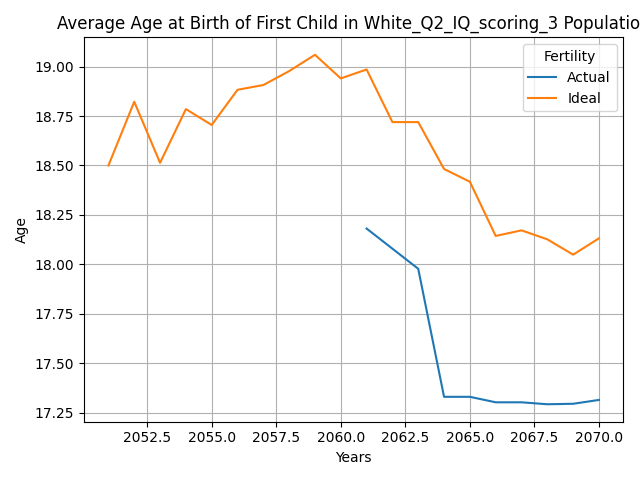 Average Age at Birth of First Child in White_Q2_IQ_scoring_3 Populatio
Fertility
Actual
Ideal
19.00
18.75
18.50
18.25
18.00
17.75
17.50
17.25
Age
2052.5 2055.0 2057.5 2060.0 2062.5 2065.0 2067.5 2070.0
Years